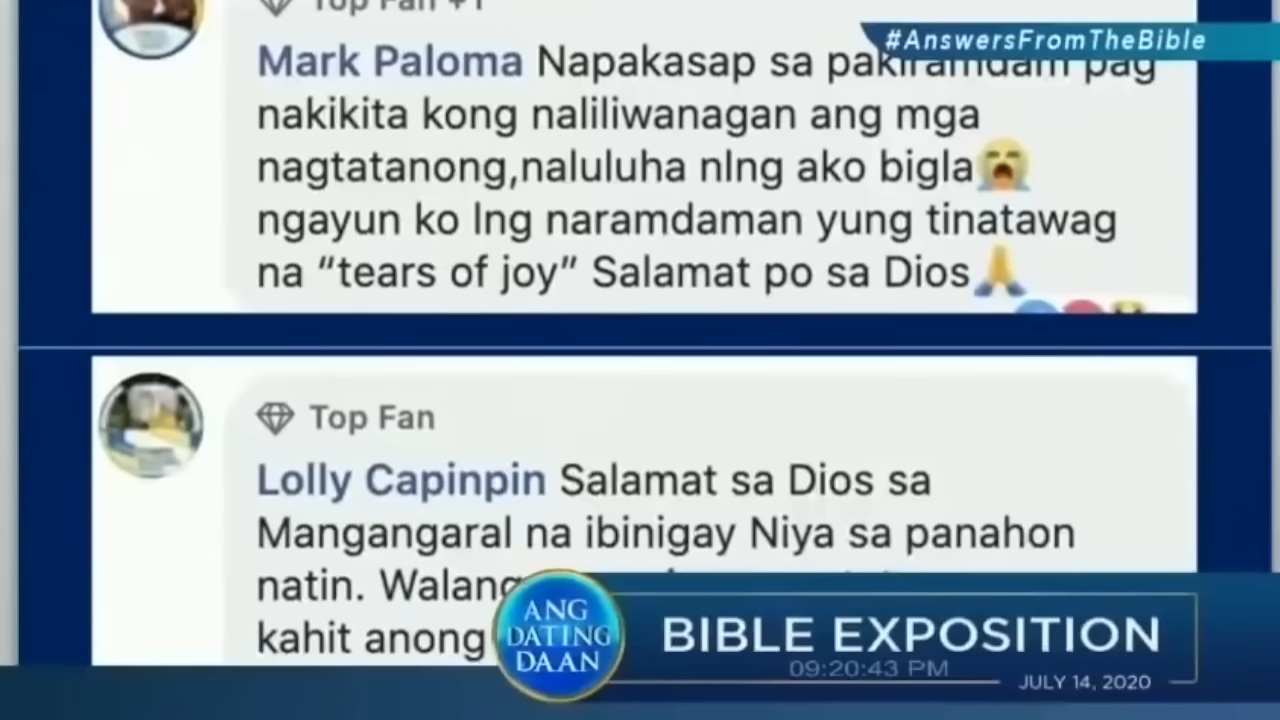 Top Fan +1
#AnswersFromTheBible
Mark Paloma Napakasap sa pakiramdam pag
nakikita kong naliliwanagan ang mga
nagtatanong,naluluha nlng ako bigla😭
ngayun ko lng naramdaman yung tinatawag
na “tears of joy” Salamat po sa Dios🙏
Top Fan
Lolly Capinpin Salamat sa Dios sa
Mangangaral na ibinigay Niya sa panahon
natin. Walang
kahit anong
ANG
DATING
DAAN
BIBLE EXPOSITION
09:20:43 PM
JULY 14, 2020